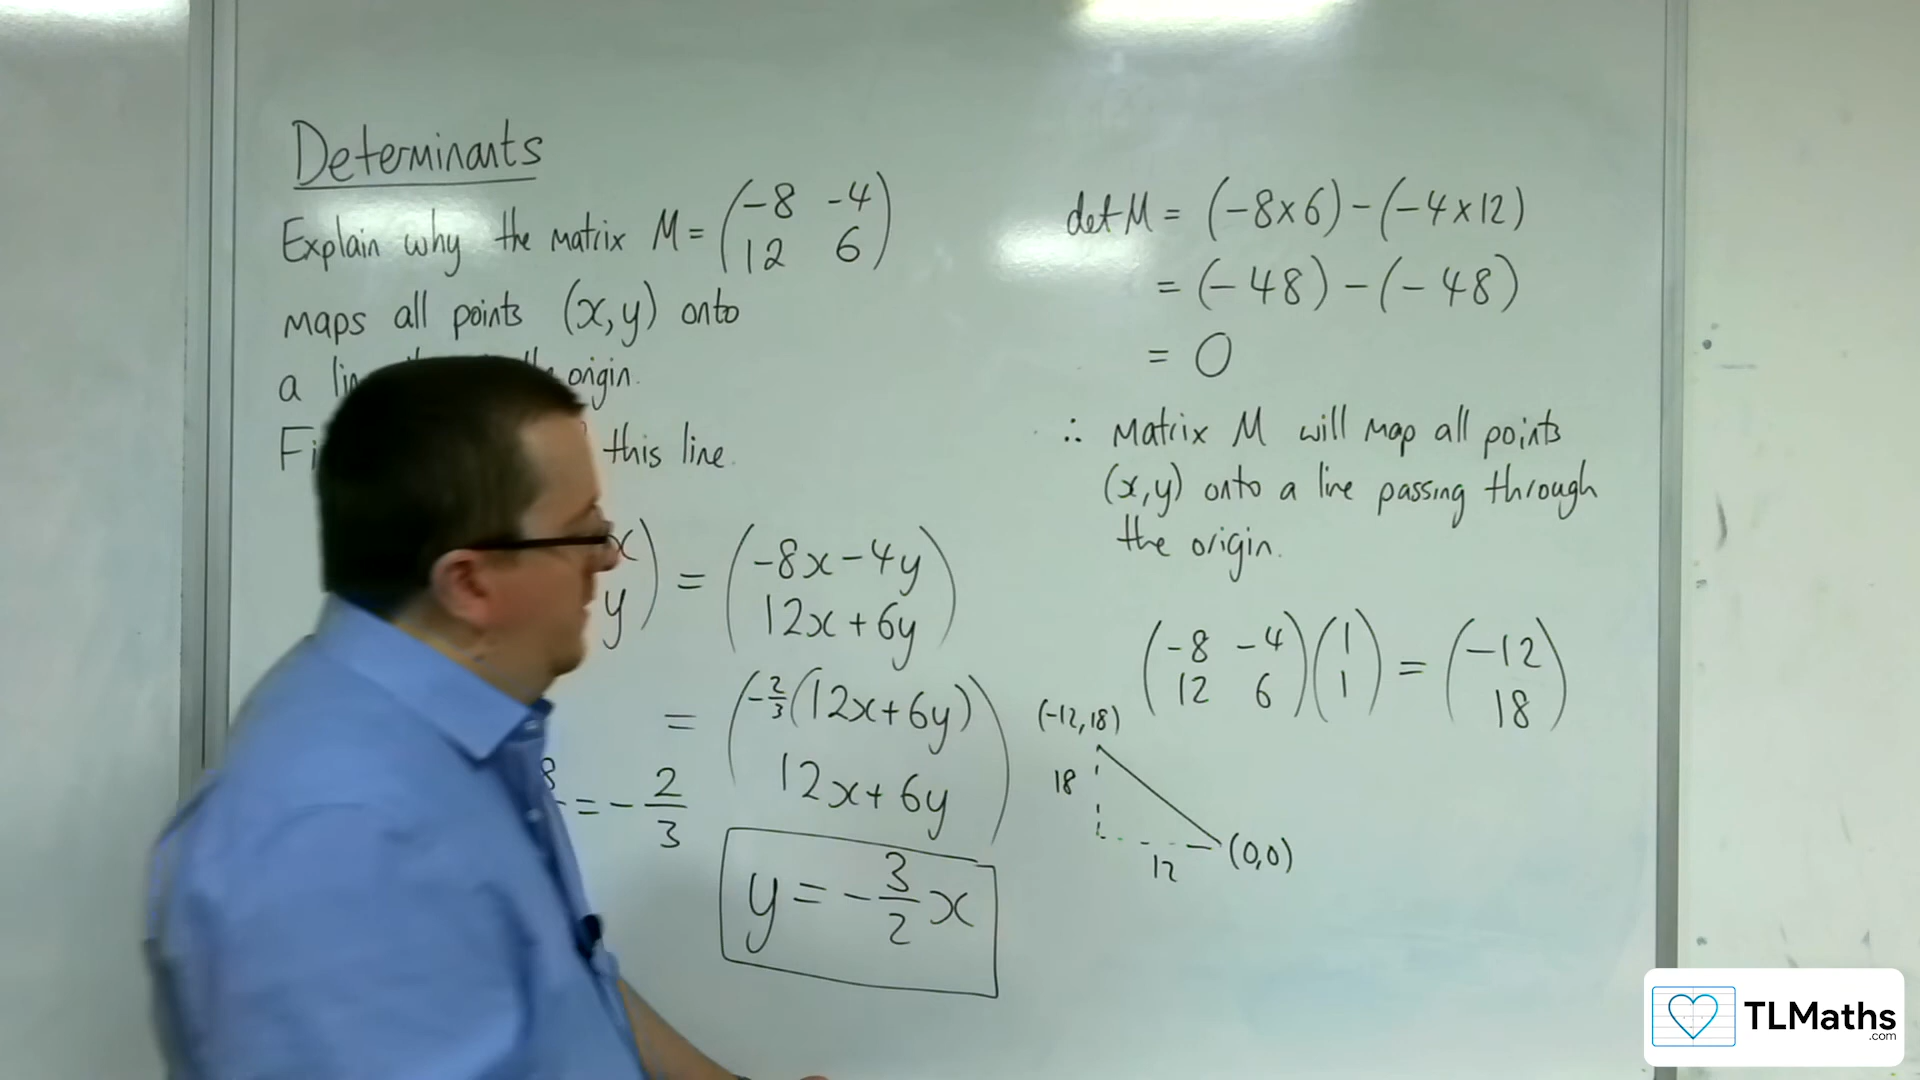 Determinants
Explain why the matrix M = (-8 -4
12 6)
maps all points (x,y) onto
a origin.
this line.
x
y) = (-8x-4y
12x+6y)
= (-2/3(12x+6y)
12x+6y)
8 = -2/3
y = -3/2 x
det M = (-8×6) - (-4×12)
= (-48) - (-48)
= 0
∴ Matrix M will map all points
(x,y) onto a line passing through
the origin.
(-8 -4
12 6)(1
1) = (-12
18)
(-12,18)
18
12
(0,0)
TLMaths
.com